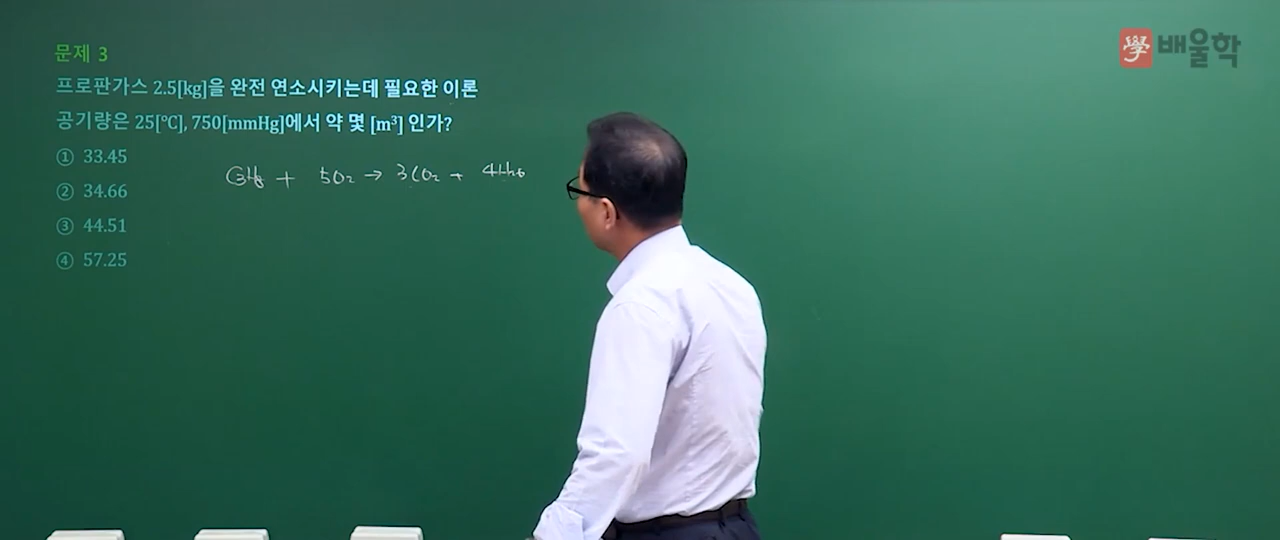 學 배울학
문제 3
프로판가스 2.5[kg]을 완전 연소시키는데 필요한 이론
공기량은 25[℃], 750[mmHg]에서 약 몇 [m³] 인가?
① 33.45
② 34.66
③ 44.51
④ 57.25
C3H8 + 5O₂ → 3CO₂ + 4H₂O